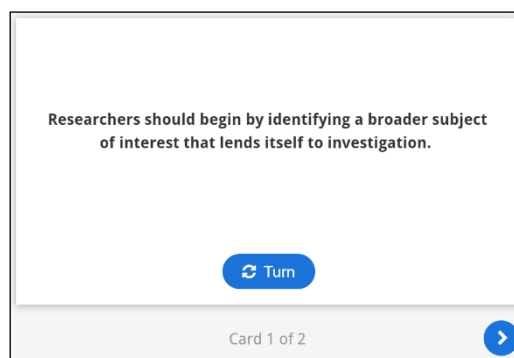 Researchers should begin by identifying a broader subject
of interest that lends itself to investigation.
Turn
Card 1 of 2